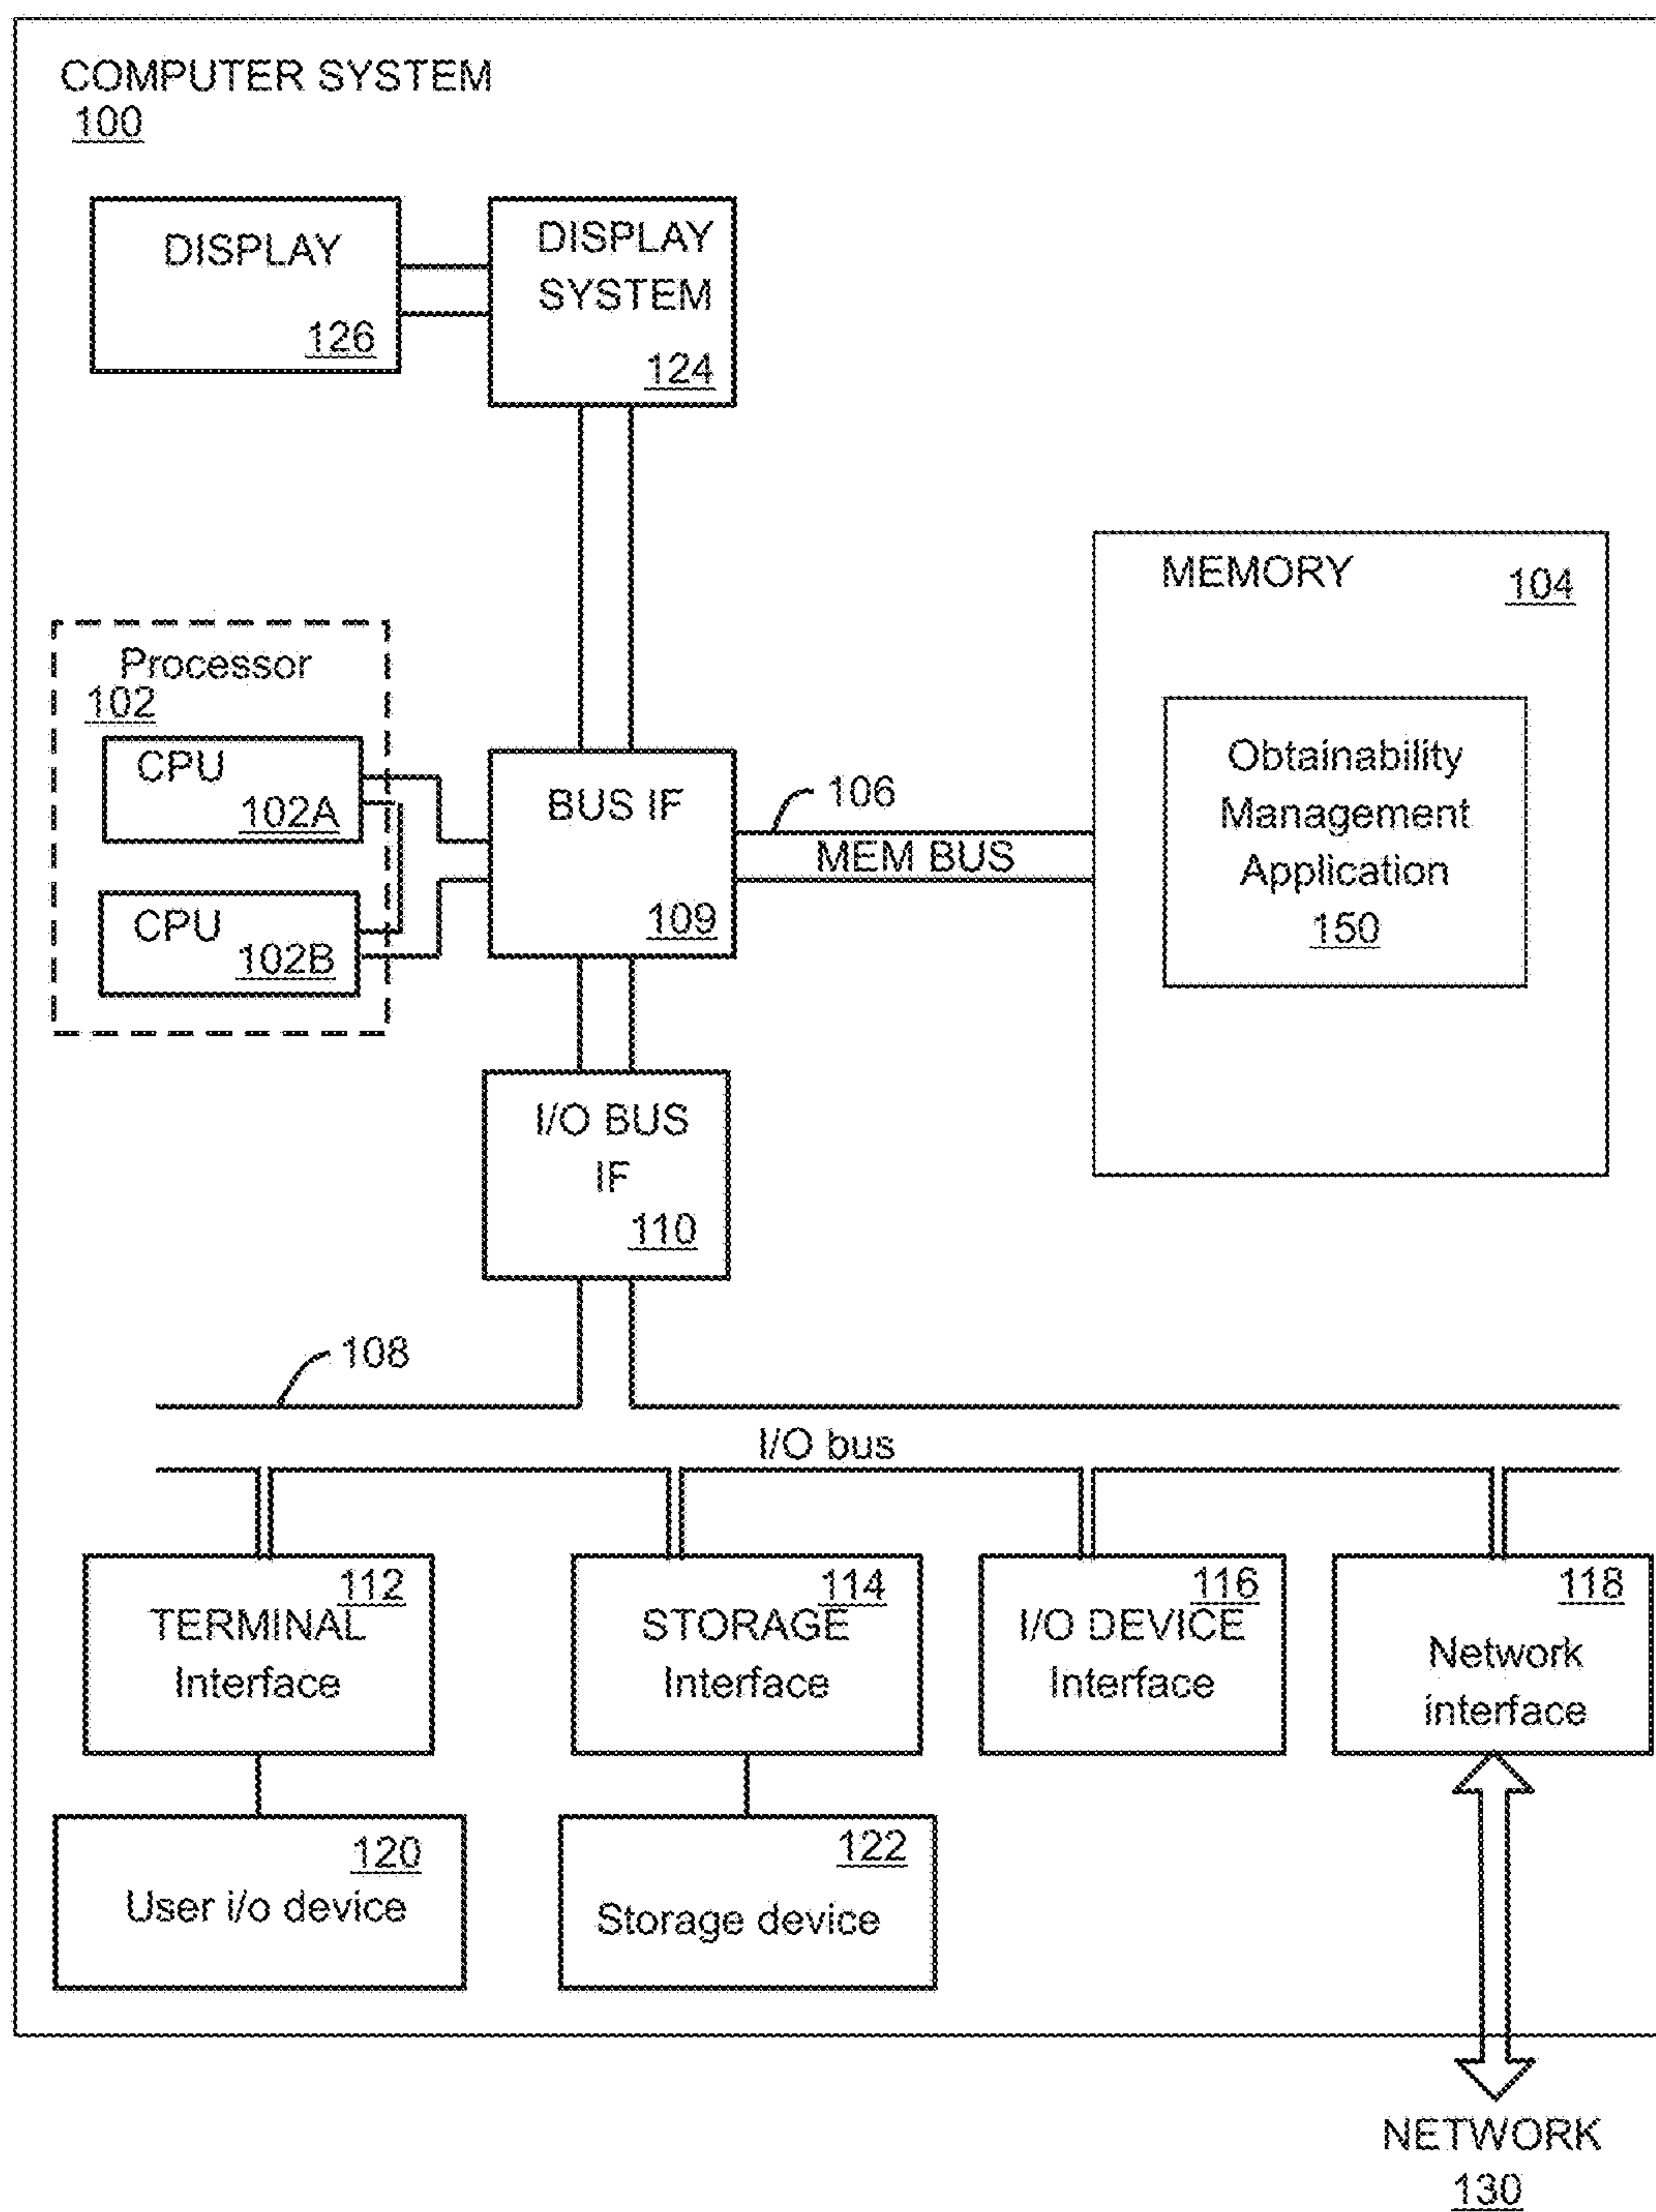 COMPUTER SYSTEM
100
DISPLAY
126
DISPLAY
SYSTEM
124
MEMORY
104
Obtainability
Management
Application
150
Processor
102
CPU
102A
CPU
102B
BUS IF
109
106
MEM BUS
I/O BUS
IF
110
108
I/O bus
112
TERMINAL
Interface
114
STORAGE
Interface
116
I/O DEVICE
Interface
118
Network
interface
120
User i/o device
122
Storage device
NETWORK
130